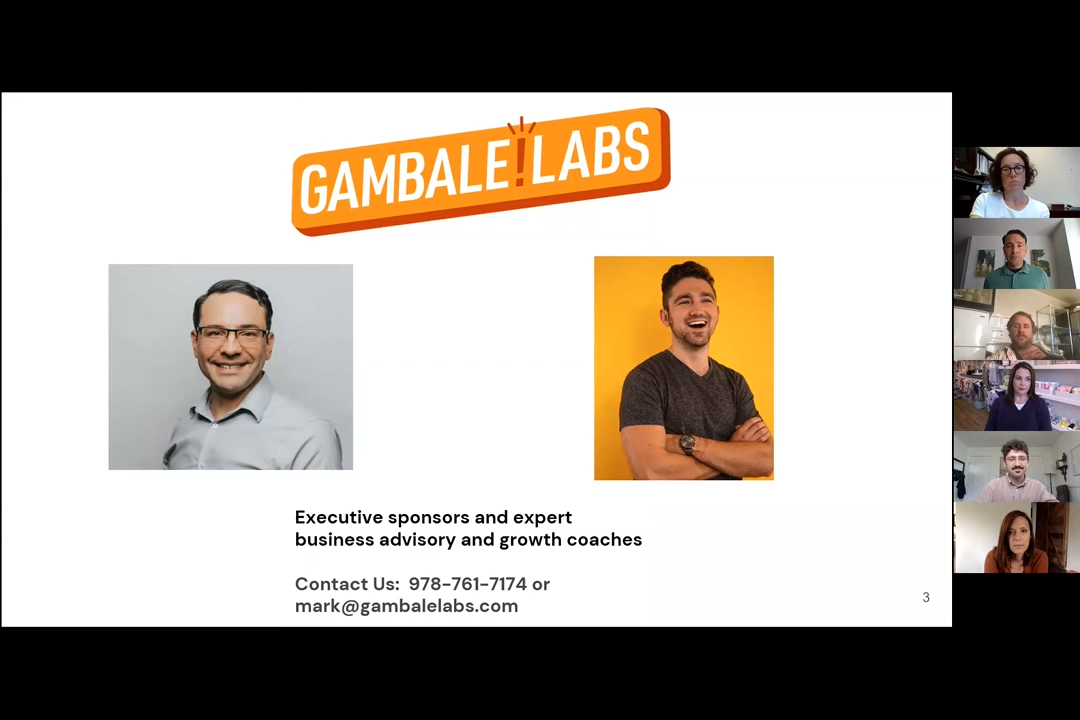 GAMBALE!LABS
Executive sponsors and expert
business advisory and growth coaches
Contact Us:  978-761-7174 or
mark@gambalelabs.com
3